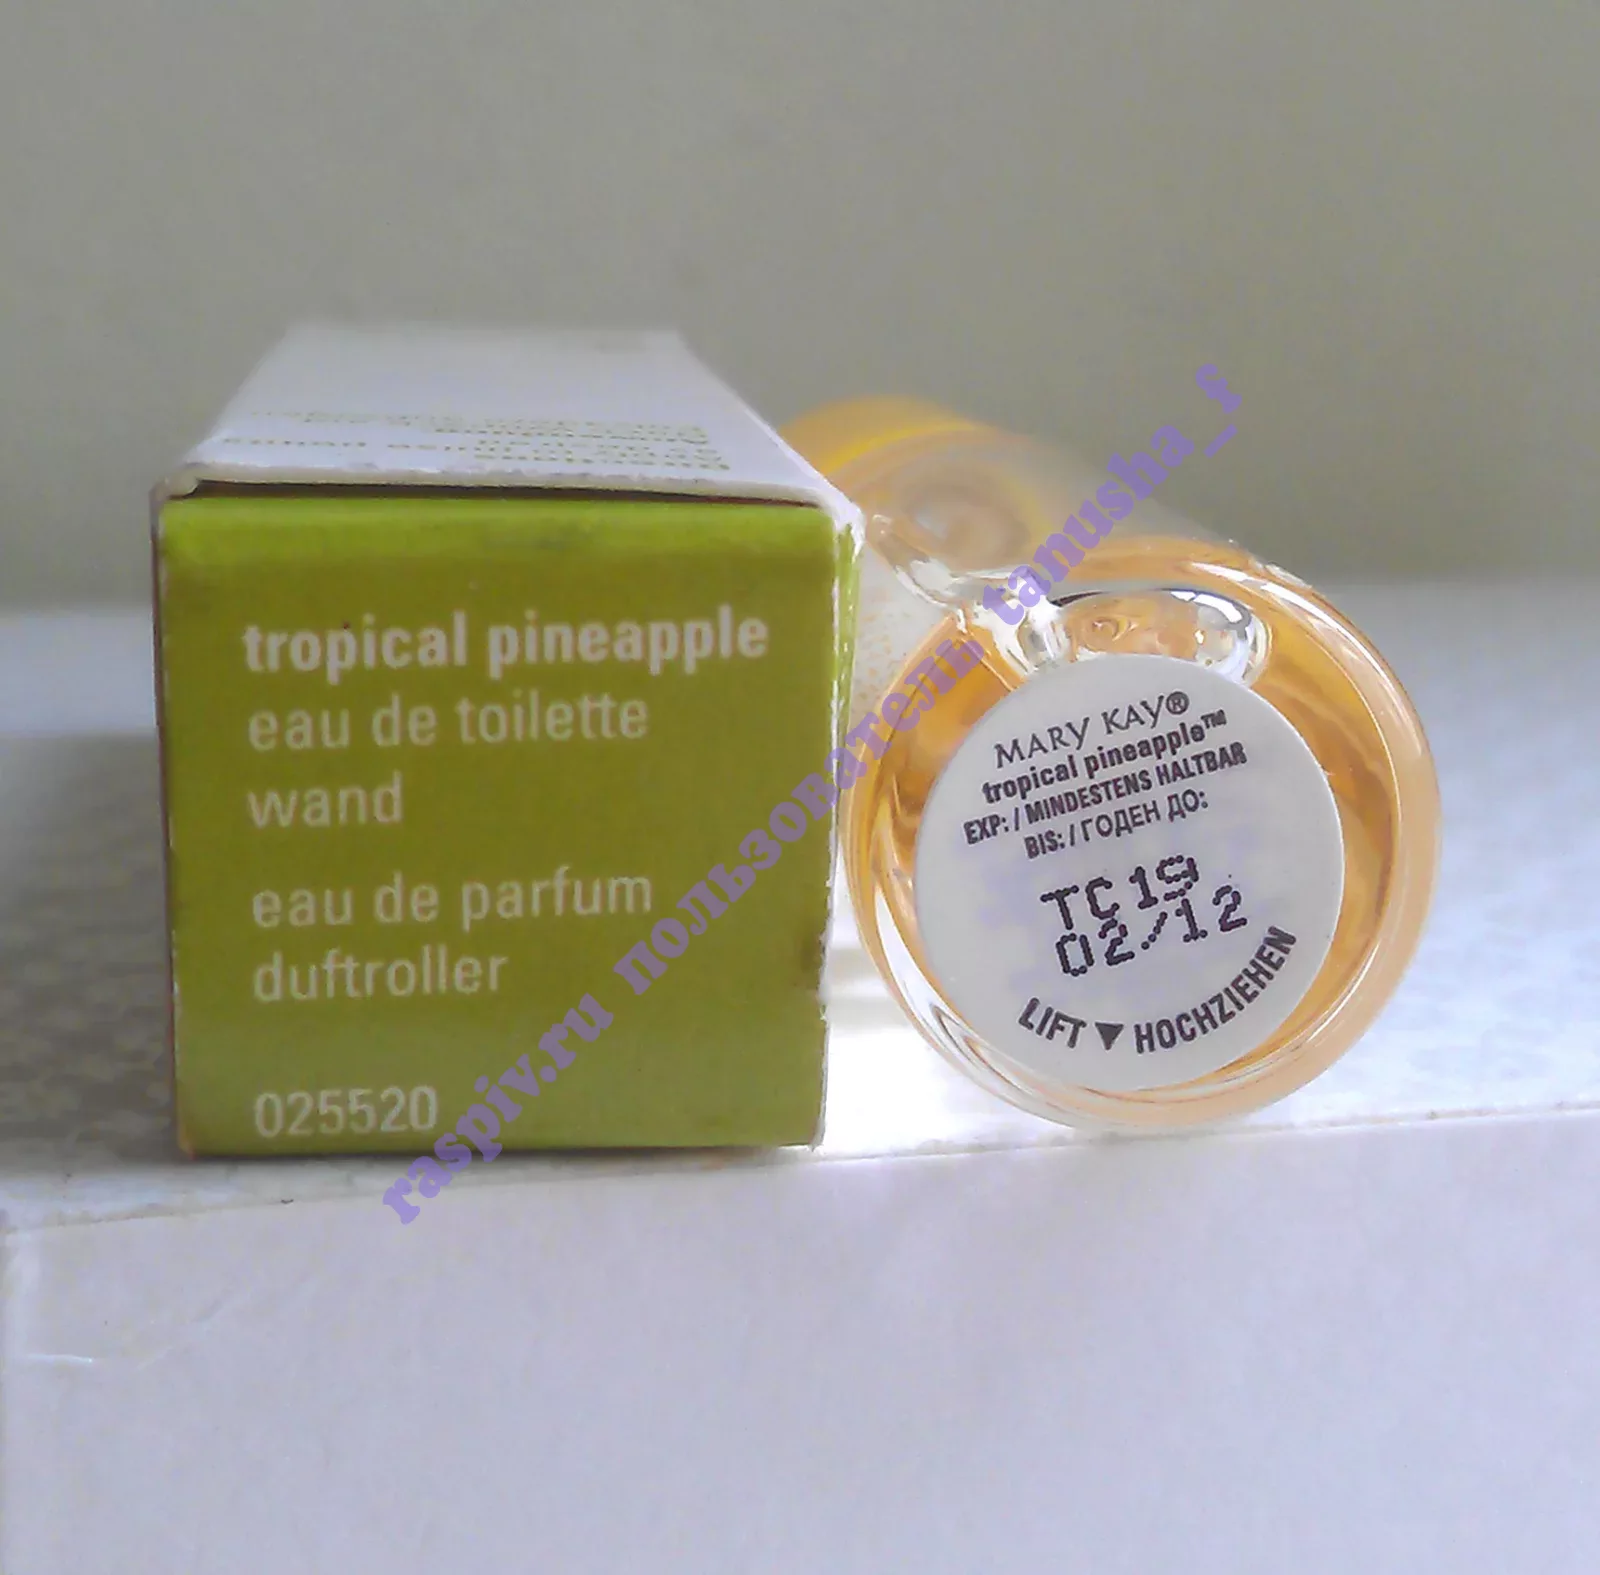 tropical pineapple
eau de toilette
wand
eau de parfum
duftroller
025520
MARY KAY®
tropical pineapple™
EXP: / MINDESTENS HALTBAR
BIS: / ГОДЕН ДО:
TC19
02/12
LIFT ▼ HOCHZIEHEN
raspiv.ru пользователь tanusha_f